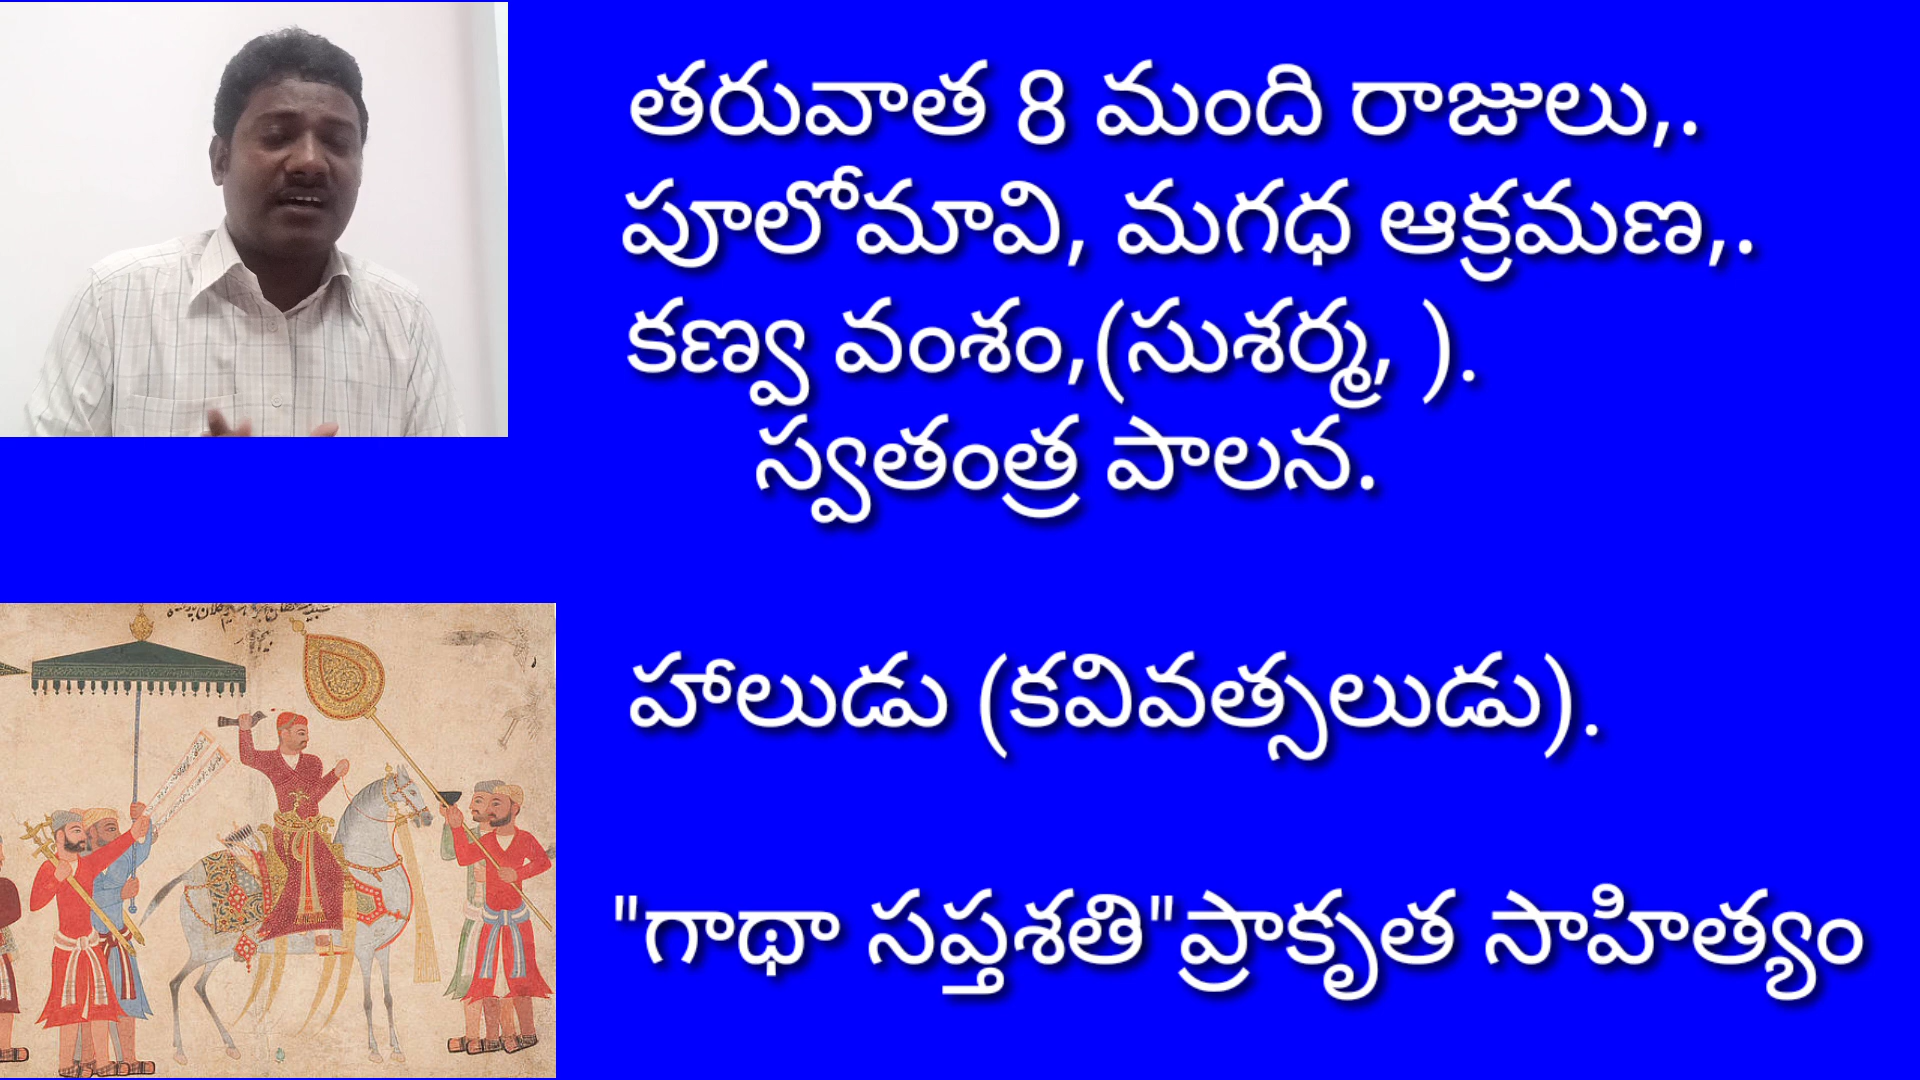 తరువాత 8 మంది రాజులు,.
పూలోమావి, మగధ ఆక్రమణ,.
కణ్వ వంశం,(సుశర్మ, ).
స్వతంత్ర పాలన.
హాలుడు (కవివత్సలుడు).
"గాథా సప్తశతి"ప్రాకృత సాహిత్యం